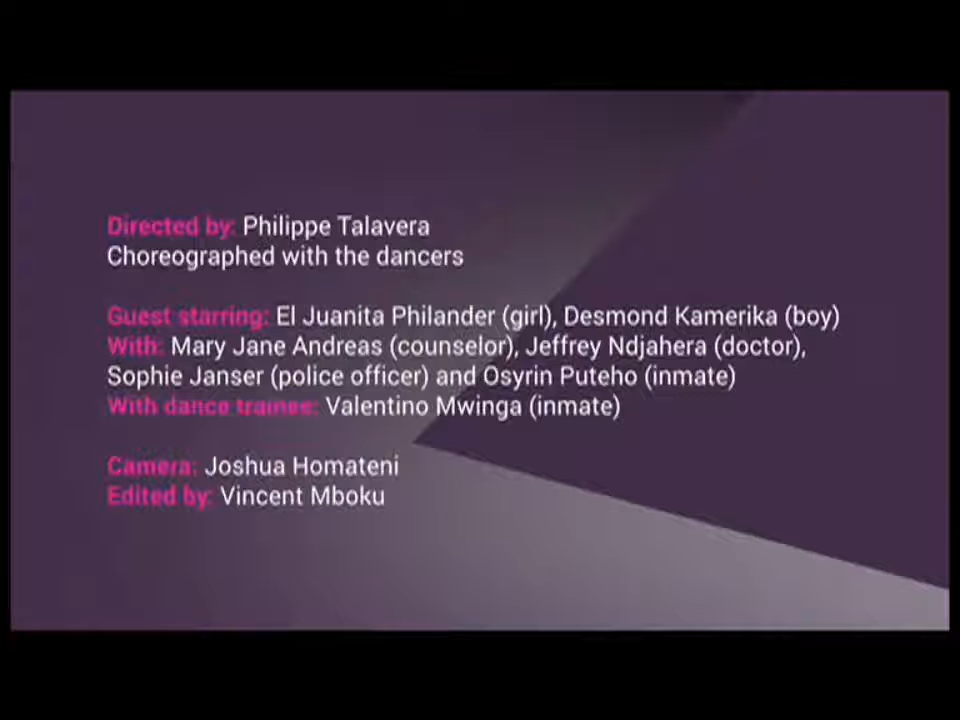 Directed by: Philippe Talavera
Choreographed with the dancers
Guest starring: El Juanita Philander (girl), Desmond Kamerika (boy)
With: Mary Jane Andreas (counselor), Jeffrey Ndjahera (doctor),
Sophie Janser (police officer) and Osyrin Puteho (inmate)
With dance trainee: Valentino Mwinga (inmate)
Camera: Joshua Homateni
Edited by: Vincent Mboku